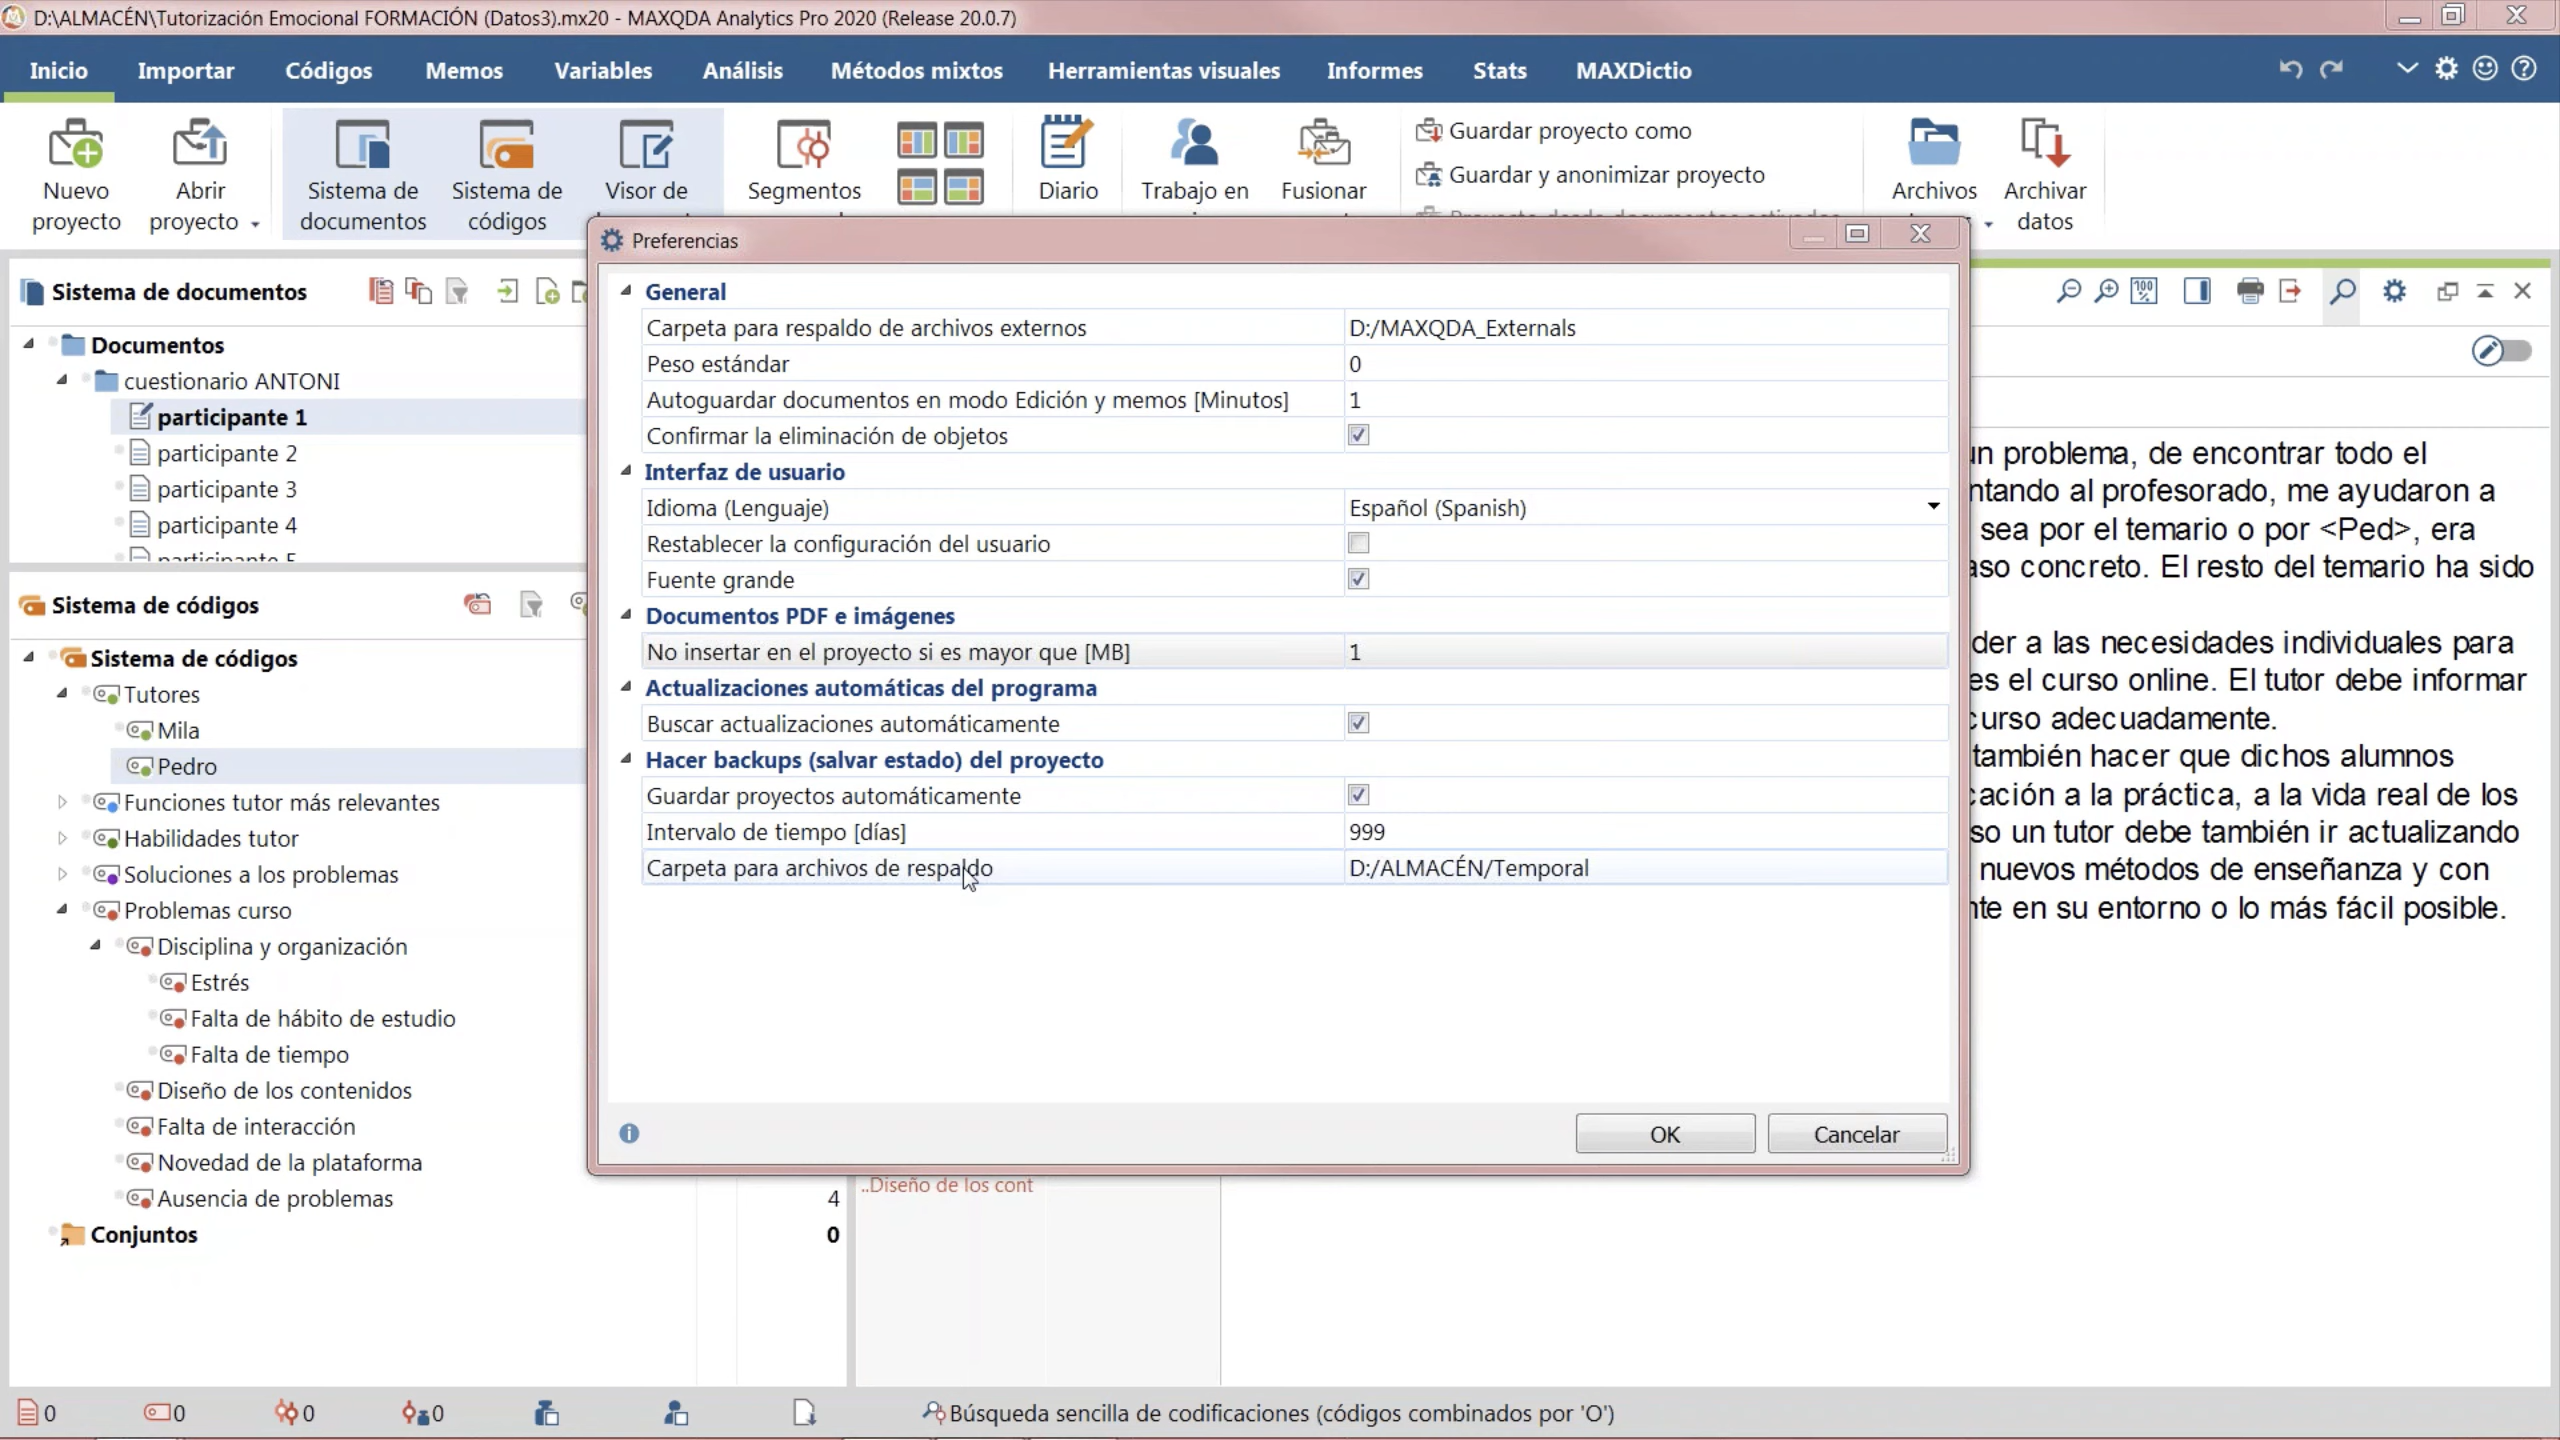 D:\ALMACÉN\Tutorización Emocional FORMACIÓN (Datos3).mx20 - MAXQDA Analytics Pro 2020 (Release 20.0.7)
Inicio Importar Códigos Memos Variables Análisis Métodos mixtos Herramientas visuales Informes Stats MAXDictio
Nuevo proyecto
Abrir proyecto
Sistema de documentos
Sistema de códigos
Visor de
Segmentos
Diario
Trabajo en
Fusionar
Guardar proyecto como
Guardar y anonimizar proyecto
Archivos
Archivar datos
Sistema de documentos
Documentos
cuestionario ANTONI
participante 1
participante 2
participante 3
participante 4
participante 5
Sistema de códigos
Sistema de códigos
Tutores
Mila
Pedro
Funciones tutor más relevantes
Habilidades tutor
Soluciones a los problemas
Problemas curso
Disciplina y organización
Estrés
Falta de hábito de estudio
Falta de tiempo
Diseño de los contenidos
Falta de interacción
Novedad de la plataforma
Ausencia de problemas 4
Conjuntos 0
Preferencias
General
Carpeta para respaldo de archivos externos D:/MAXQDA_Externals
Peso estándar 0
Autoguardar documentos en modo Edición y memos [Minutos] 1
Confirmar la eliminación de objetos
Interfaz de usuario
Idioma (Lenguaje) Español (Spanish)
Restablecer la configuración del usuario
Fuente grande
Documentos PDF e imágenes
No insertar en el proyecto si es mayor que [MB] 1
Actualizaciones automáticas del programa
Buscar actualizaciones automáticamente
Hacer backups (salvar estado) del proyecto
Guardar proyectos automáticamente
Intervalo de tiempo [días] 999
Carpeta para archivos de respaldo D:/ALMACÉN/Temporal
OK Cancelar
..Diseño de los cont
100 %
un problema, de encontrar todo el
ntando al profesorado, me ayudaron a
sea por el temario o por <Ped>, era
aso concreto. El resto del temario ha sido
der a las necesidades individuales para
es el curso online. El tutor debe informar
curso adecuadamente.
también hacer que dichos alumnos
cación a la práctica, a la vida real de los
so un tutor debe también ir actualizando
nuevos métodos de enseñanza y con
nte en su entorno o lo más fácil posible.
0 0 0 0
Búsqueda sencilla de codificaciones (códigos combinados por 'O')